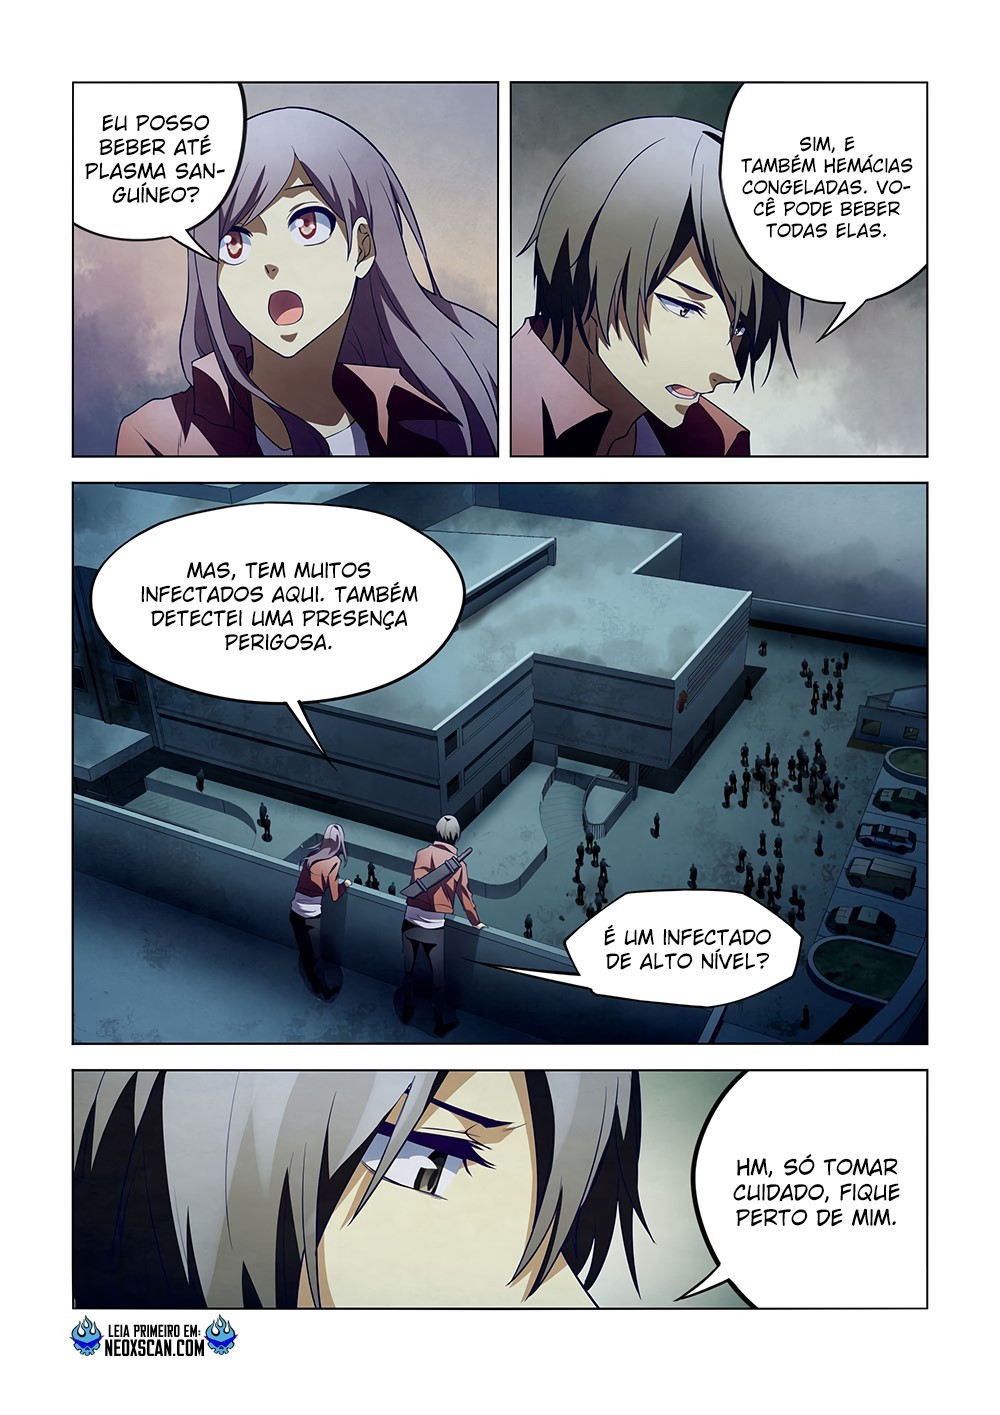 EU POSSO
BEBER ATÉ
PLASMA SAN-
GUÍNEO?
SIM, E
TAMBÉM HEMÁCIAS
CONGELADAS. VO-
CÊ PODE BEBER
TODAS ELAS.
MAS, TEM MUITOS
INFECTADOS AQUI. TAMBÉM
DETECTEI UMA PRESENÇA
PERIGOSA.
É UM INFECTADO
DE ALTO NÍVEL?
HM, SÓ TOMAR
CUIDADO, FIQUE
PERTO DE MIM.
LEIA PRIMEIRO EM:
NEOXSCAN.COM